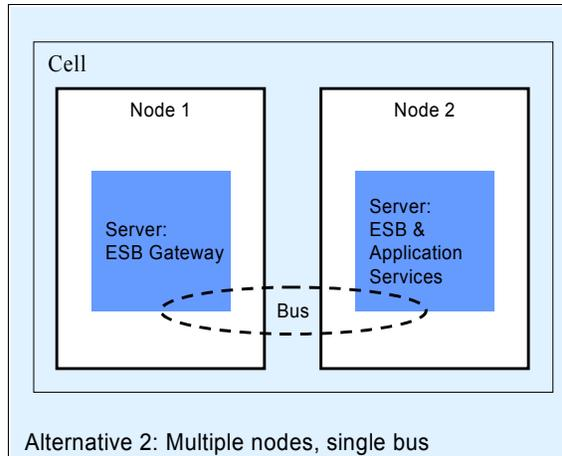 Cell
Node 1
Node 2
Server:
ESB Gateway
Server:
ESB &
Application
Services
Bus
Alternative 2: Multiple nodes, single bus